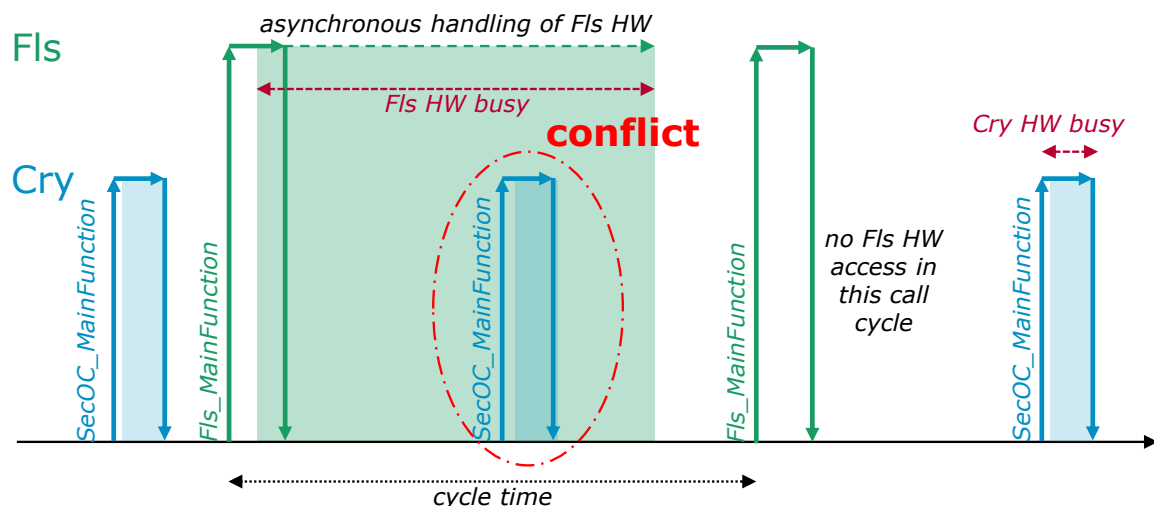 asynchronous handling of Fls HW
Fls
Fls HW busy
conflict
Cry HW busy
Cry
SecOC_MainFunction
Fls_MainFunction
SecOC_MainFunction
Fls_MainFunction
no Fls HW
access in
this call
cycle
SecOC_MainFunction
cycle time